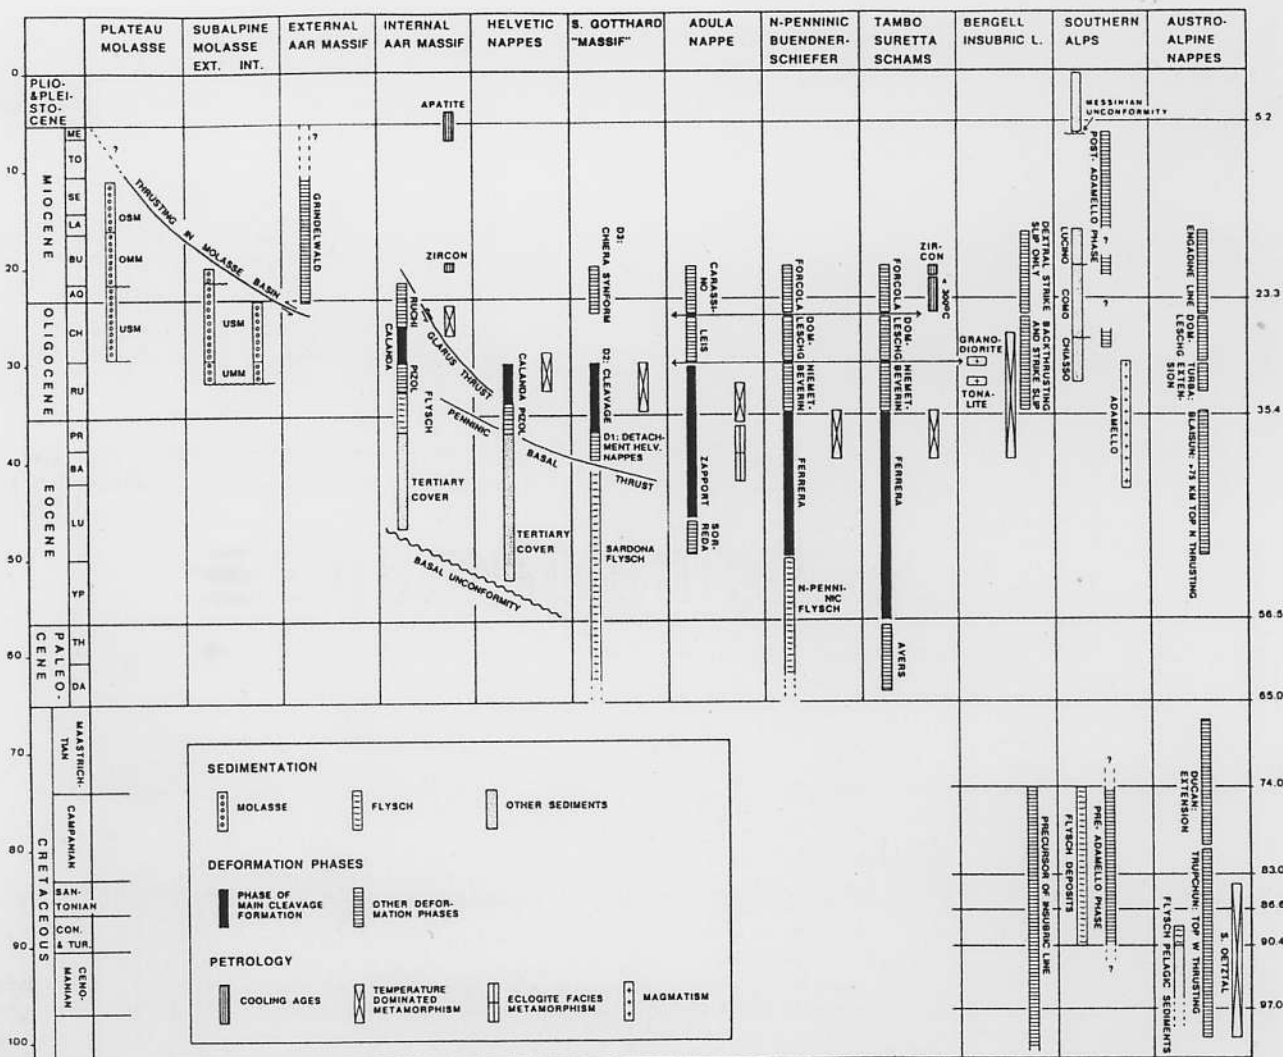 PLATEAU
MOLASSE
SUBALPINE
MOLASSE
EXT. INT.
EXTERNAL
AAR MASSIF
INTERNAL
AAR MASSIF
HELVETIC
NAPPES
S. GOTTHARD
"MASSIF"
ADULA
NAPPE
N-PENNINIC
BUENDNER-
SCHIEFER
TAMBO
SURETTA
SCHAMS
BERGELL
INSUBRIC L.
SOUTHERN
ALPS
AUSTRO-
ALPINE
NAPPES
0
10
20
30
40
50
60
70
80
90
100
PLIO-
&PLEI-
STO-
CENE
MIOCENE
OLIGOCENE
EOCENE
PALEO-
CENE
CRETACEOUS
ME
TO
SE
LA
BU
AQ
CH
RU
PR
BA
LU
YP
TH
DA
MAASTRICH-
TIAN
CAMPANIAN
SAN-
TONIAN
CON.
& TUR.
CENO-
MANIAN
5.2
23.3
35.4
56.5
65.0
74.0
83.0
86.6
90.4
97.0
?
OSM
OMM
USM
THRUSTING IN MOLASSE BASIN
USM
UMM
?
GRINDELWALD
APATITE
ZIRCON
RUCHI
CALANDA
PIZOL
FLYSCH
TERTIARY
COVER
GLARUS THRUST
PENNINIC BASAL THRUST
BASAL UNCONFORMITY
CALANDA
PIZOL
TERTIARY
COVER
D3:
CHIERA SYNFORM
D2: CLEAVAGE
D1: DETACH-
MENT HELV.
NAPPES
SARDONA
FLYSCH
CARASSI-
NO
LEIS
ZAPPORT
SOR-
REDA
FORCOLA
DOM-
LESCHG
NIEMET-
BEVERIN
FERRERA
N-PENNI-
NIC
FLYSCH
FORCOLA
DOM-
LESCHG
NIEMET-
BEVERIN
FERRERA
AVERS
ZIR-
CON
300°C
GRANO-
DIORITE
TONA-
LITE
DEXTRAL STRIKE
SLIP ONLY
BACKTHRUSTING
AND STRIKE SLIP
PRECURSOR OF INSUBRIC LINE
MESSINIAN
UNCONFORMITY
POST- ADAMELLO PHASE
?
?
LUCINO
COMO
CHIASSO
ADAMELLO
?
PRE- ADAMELLO PHASE
FLYSCH DEPOSITS
?
ENGADINE LINE
DOM-
LESCHG
TURBA:
EXTEN-
SION
BLAISUN: >75 KM TOP N THRUSTING
DUCAN:
EXTENSION
TRUPCHUN: TOP W THRUSTING
FLYSCH PELAGIC SEDIMENTS
S. OETZTAL
SEDIMENTATION
MOLASSE
FLYSCH
OTHER SEDIMENTS
DEFORMATION PHASES
PHASE OF
MAIN CLEAVAGE
FORMATION
OTHER DEFOR-
MATION PHASES
PETROLOGY
COOLING AGES
TEMPERATURE
DOMINATED
METAMORPHISM
ECLOGITE FACIES
METAMORPHISM
MAGMATISM